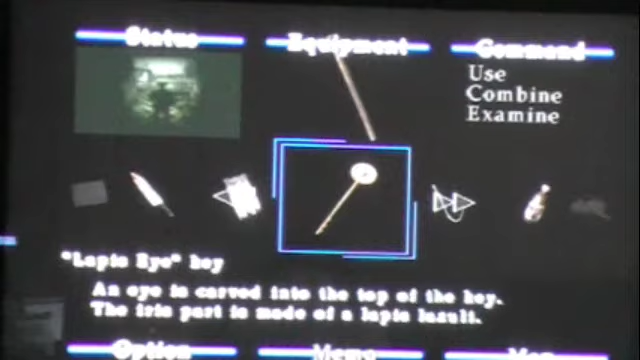 Status
Equipment
Command
Use
Combine
Examine
"Lapis Eye" key
An eye is carved into the top of the key.
The iris part is made of a lapis lazuli.
Option
Memo